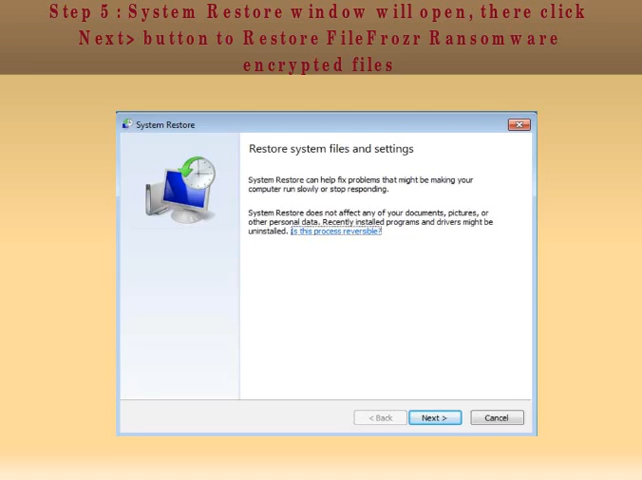 Step 5 : System Restore window will open, there click
Next> button to Restore FileFrozr Ransomware
encrypted files
System Restore
Restore system files and settings
System Restore can help fix problems that might be making your
computer run slowly or stop responding.
System Restore does not affect any of your documents, pictures, or
other personal data. Recently installed programs and drivers might be
uninstalled. Is this process reversible?
< Back Next > Cancel